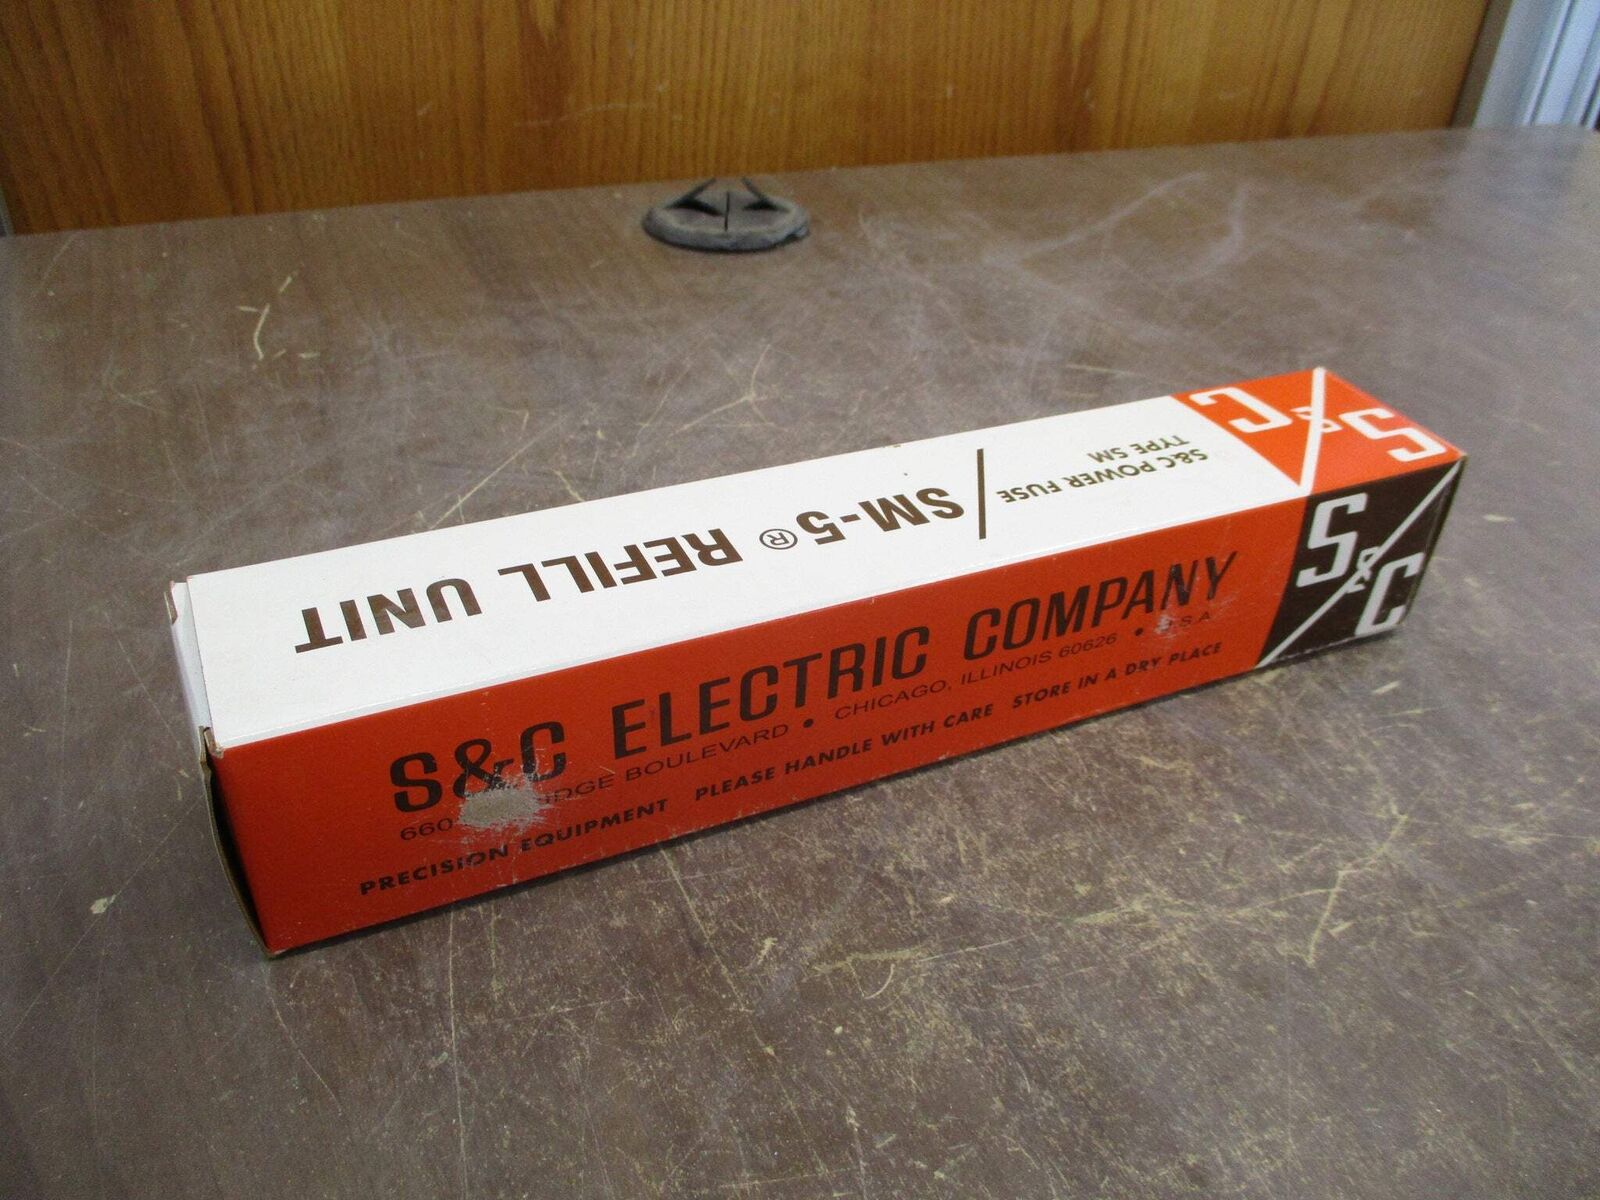 S&C POWER FUSE
TYPE SM
SM-5® REFILL UNIT
S&C
S&C ELECTRIC COMPANY
BOULEVARD • CHICAGO, ILLINOIS 60626 •
PRECISION EQUIPMENT PLEASE HANDLE WITH CARE STORE IN A DRY PLACE
S&C